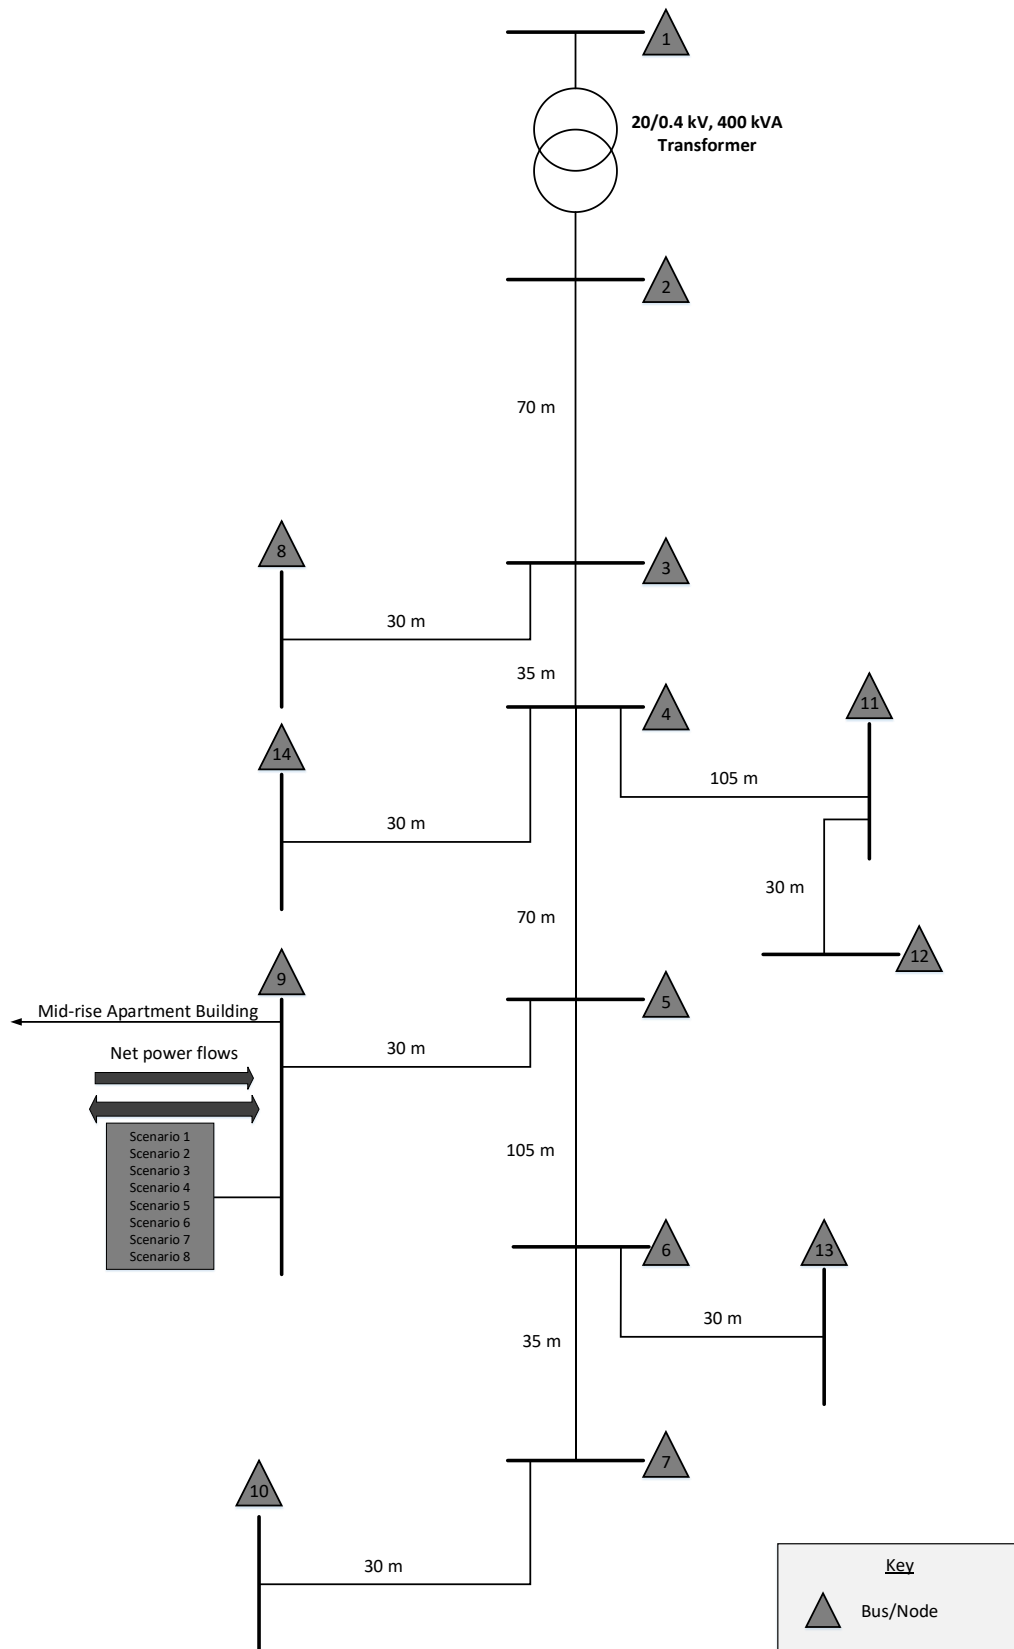 1
20/0.4 kV, 400 kVA
Transformer
2
70 m
8
3
30 m
35 m
4
11
14
105 m
30 m
30 m
70 m
12
9
5
Mid-rise Apartment Building
30 m
Net power flows
Scenario 1
Scenario 2
Scenario 3
Scenario 4
Scenario 5
Scenario 6
Scenario 7
Scenario 8
105 m
6
13
30 m
35 m
7
10
30 m
Key
Bus/Node